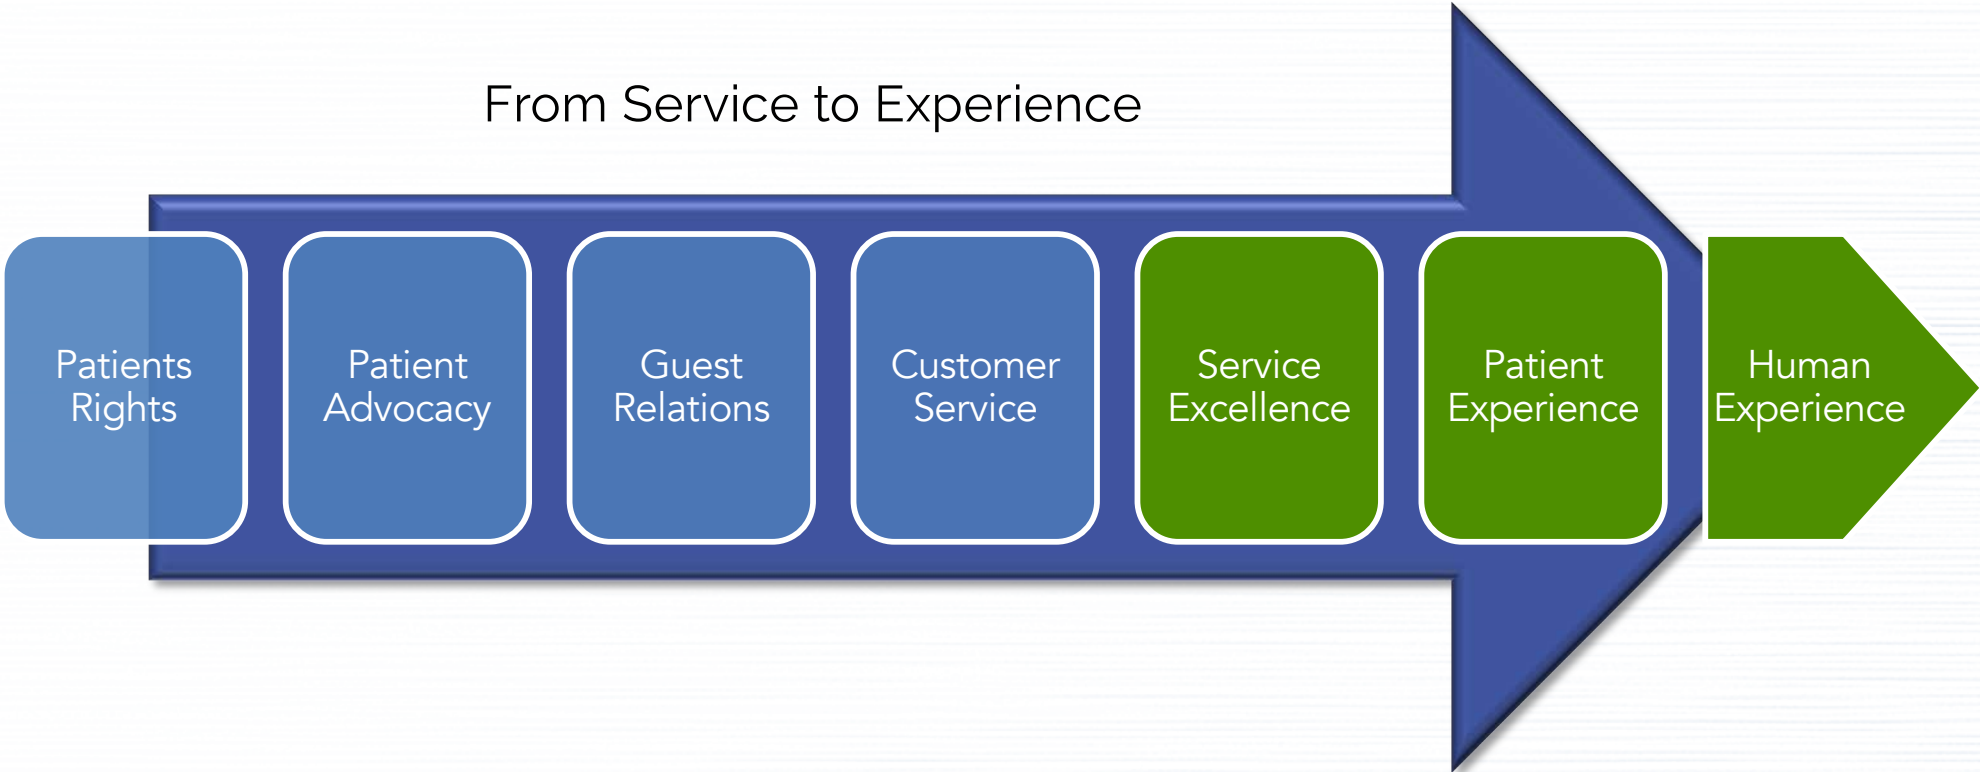 From Service to Experience
Patients
Rights
Patient
Advocacy
Guest
Relations
Customer
Service
Service
Excellence
Patient
Experience
Human
Experience